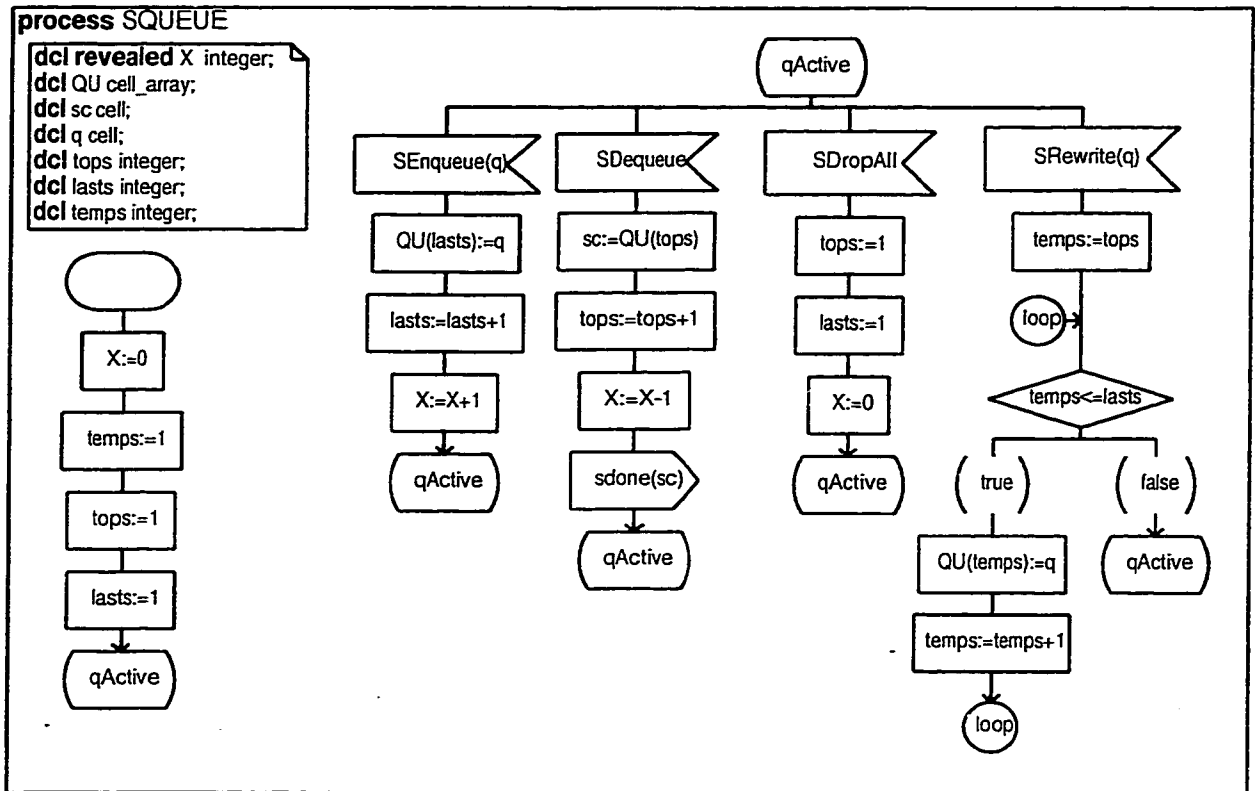 process SQUEUE
dcl revealed X integer;
dcl QU cell_array;
dcl sc cell;
dcl q cell;
dcl tops integer;
dcl lasts integer;
dcl temps integer;
X:=0
temps:=1
tops:=1
lasts:=1
qActive
qActive
SEnqueue(q)
QU(lasts):=q
lasts:=lasts+1
X:=X+1
qActive
SDequeue
sc:=QU(tops)
tops:=tops+1
X:=X-1
sdone(sc)
qActive
SDropAll
tops:=1
lasts:=1
X:=0
qActive
SRewrite(q)
temps:=tops
loop
temps<=lasts
true
QU(temps):=q
temps:=temps+1
loop
false
qActive